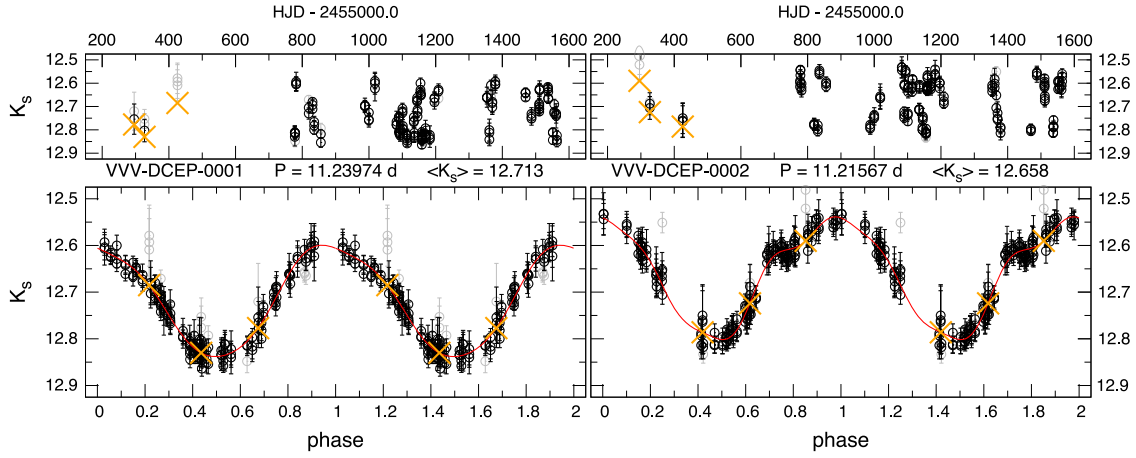 HJD - 2455000.0 HJD - 2455000.0
200 400 600 800 1000 1200 1400 1600 200 400 600 800 1000 1200 1400 1600
12.5 12.5
12.6 12.6
Ks 12.7 12.7 Ks
12.8 12.8
12.9 12.9
VVV-DCEP-0001 P = 11.23974 d <Ks> = 12.713 VVV-DCEP-0002 P = 11.21567 d <Ks> = 12.658
12.5 12.5
12.6 12.6
Ks 12.7 12.7 Ks
12.8 12.8
12.9 12.9
0 0.2 0.4 0.6 0.8 1 1.2 1.4 1.6 1.8 2 0 0.2 0.4 0.6 0.8 1 1.2 1.4 1.6 1.8 2
phase phase